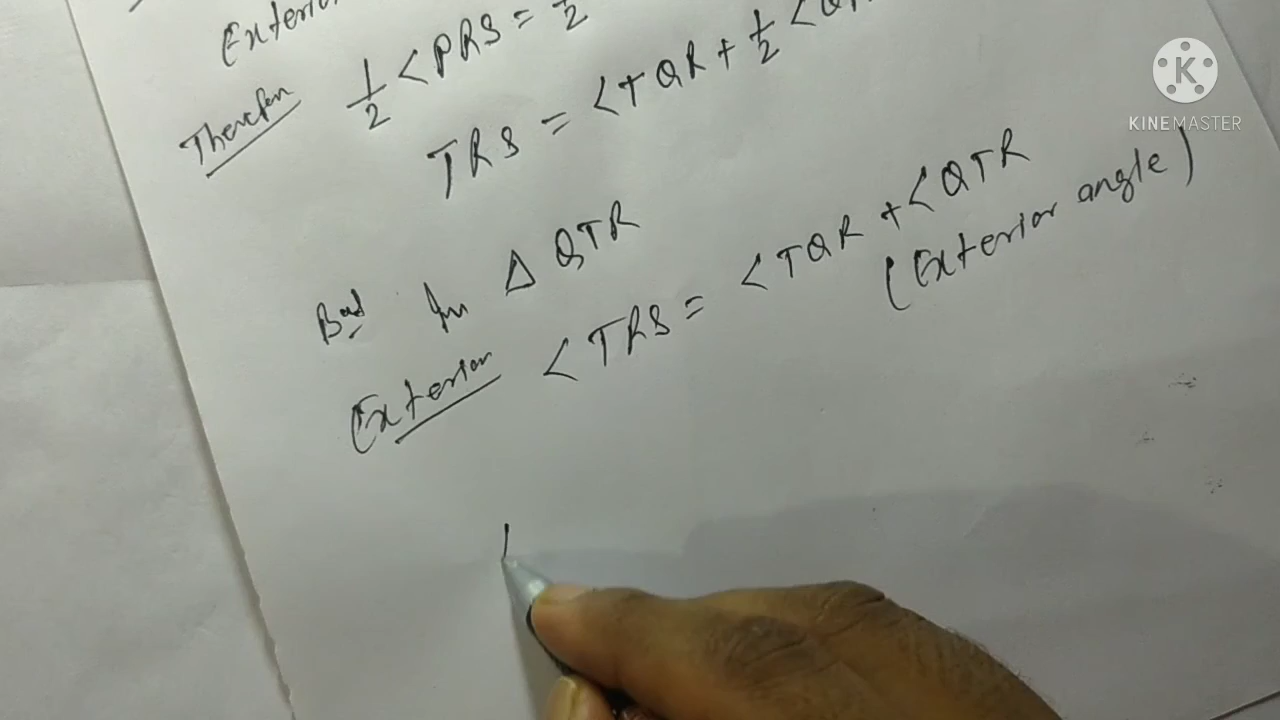 Exterior
Therefore 1/2 <PRS = 1/2
TRS = <TQR + 1/2 <Q
But In Δ QTR
Exterior <TRS = <TQR + <QTR
(Exterior angle)
K
KINEMASTER